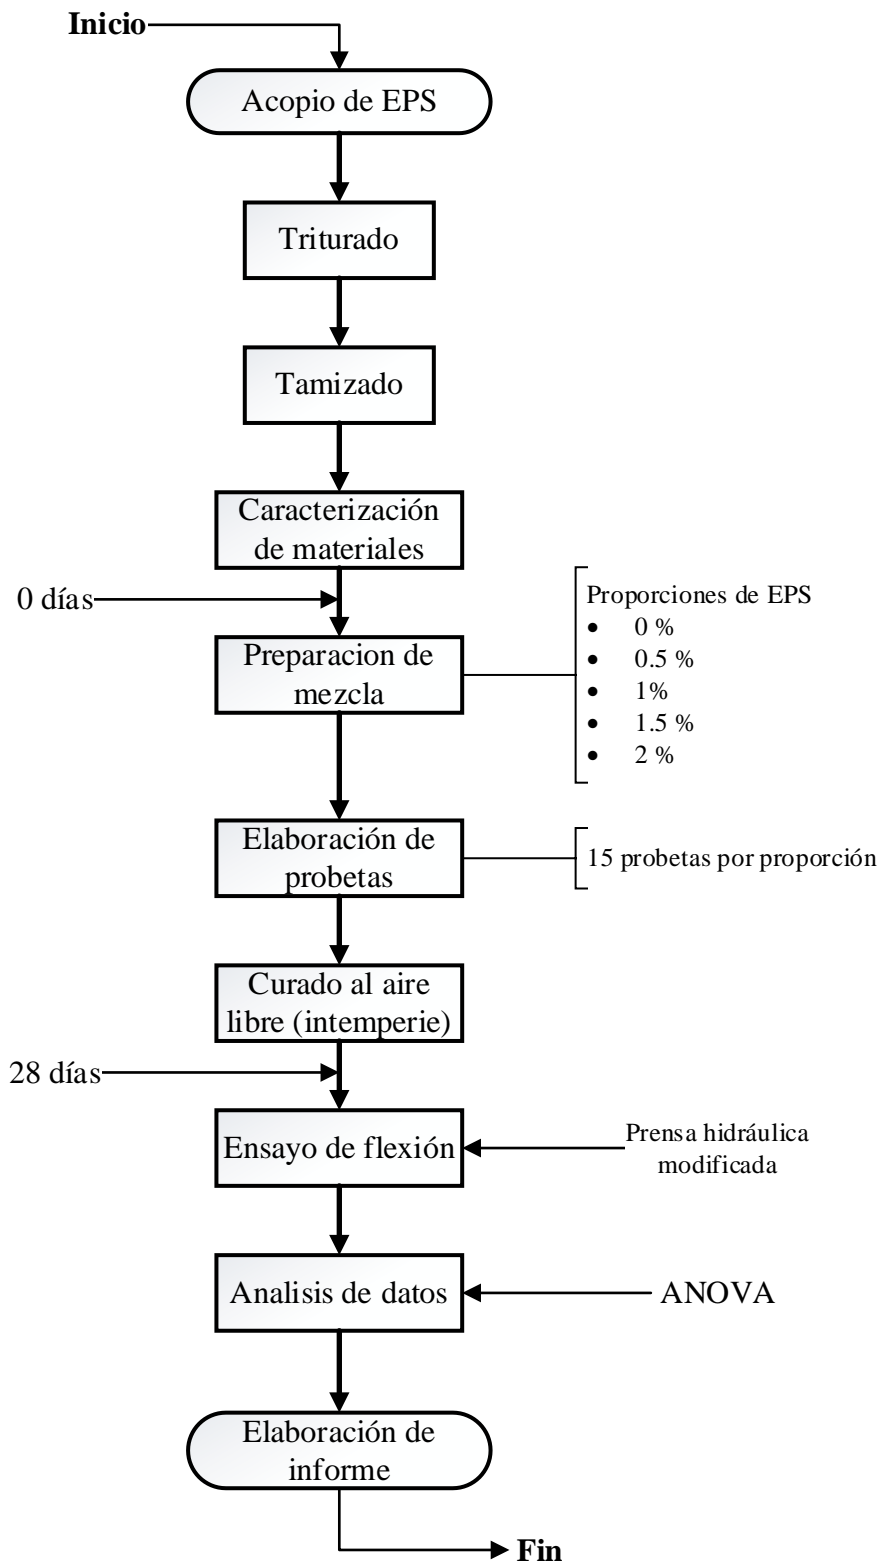 Inicio
Acopio de EPS
Triturado
Tamizado
Caracterización
de materiales
0 días
Preparacion de
mezcla
Proporciones de EPS
• 0 %
• 0.5 %
• 1%
• 1.5 %
• 2 %
Elaboración de
probetas
15 probetas por proporción
Curado al aire
libre (intemperie)
28 días
Ensayo de flexión
Prensa hidráulica
modificada
Analisis de datos
ANOVA
Elaboración de
informe
Fin